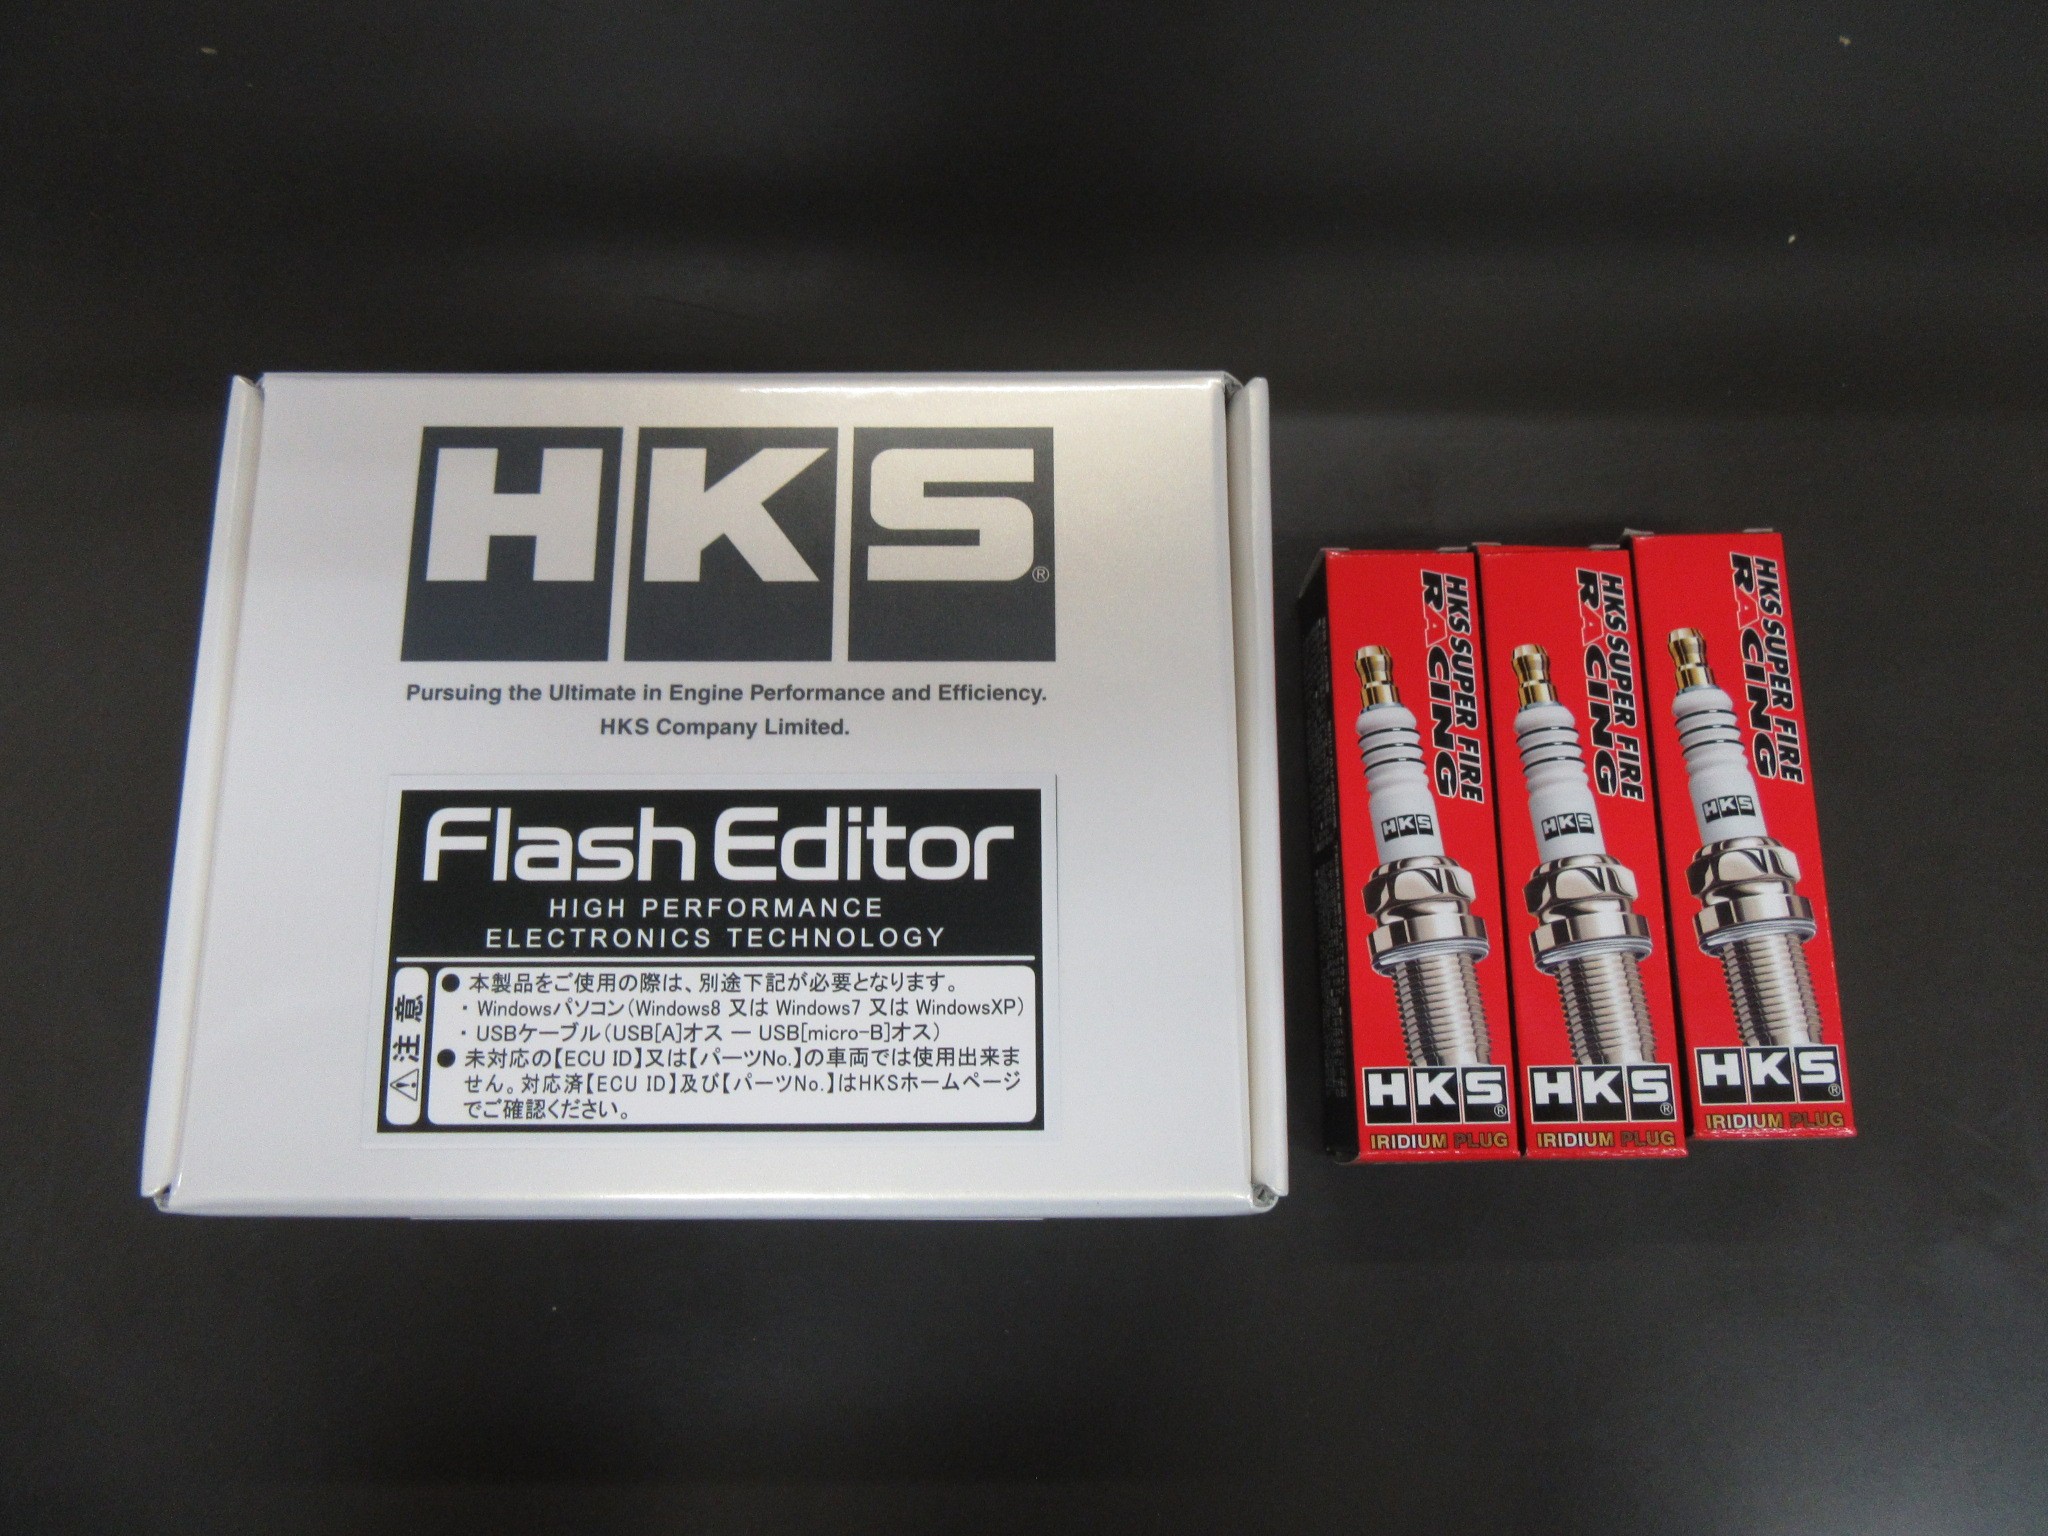 HKS®
Pursuing the Ultimate in Engine Performance and Efficiency.
HKS Company Limited.
Flash Editor
HIGH PERFORMANCE
ELECTRONICS TECHNOLOGY
⚠注意
● 本製品をご使用の際は、別途下記が必要となります。
・Windowsパソコン(Windows8 又は Windows7 又は WindowsXP)
・USBケーブル(USB[A]オス ー USB[micro-B]オス)
● 未対応の【ECU ID】又は【パーツNo.】の車両では使用出来ま
せん。対応済【ECU ID】及び【パーツNo.】はHKSホームページ
でご確認ください。
HKS SUPER FIRE
RACING
HKS
HKS®
IRIDIUM PLUG
HKS SUPER FIRE
RACING
HKS
HKS®
IRIDIUM PLUG
HKS SUPER FIRE
RACING
HKS
HKS®
IRIDIUM PLUG